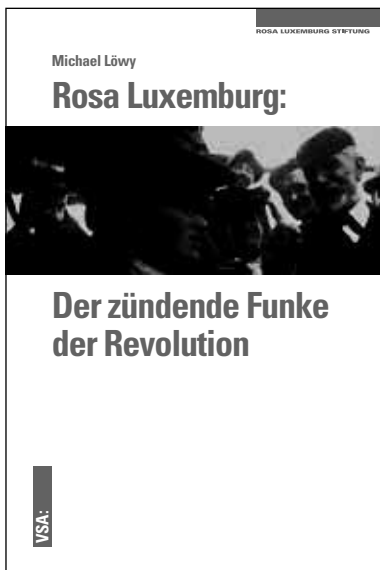 ROSA LUXEMBURG STIFTUNG
Michael Löwy
Rosa Luxemburg:
Der zündende Funke
der Revolution
VSA: